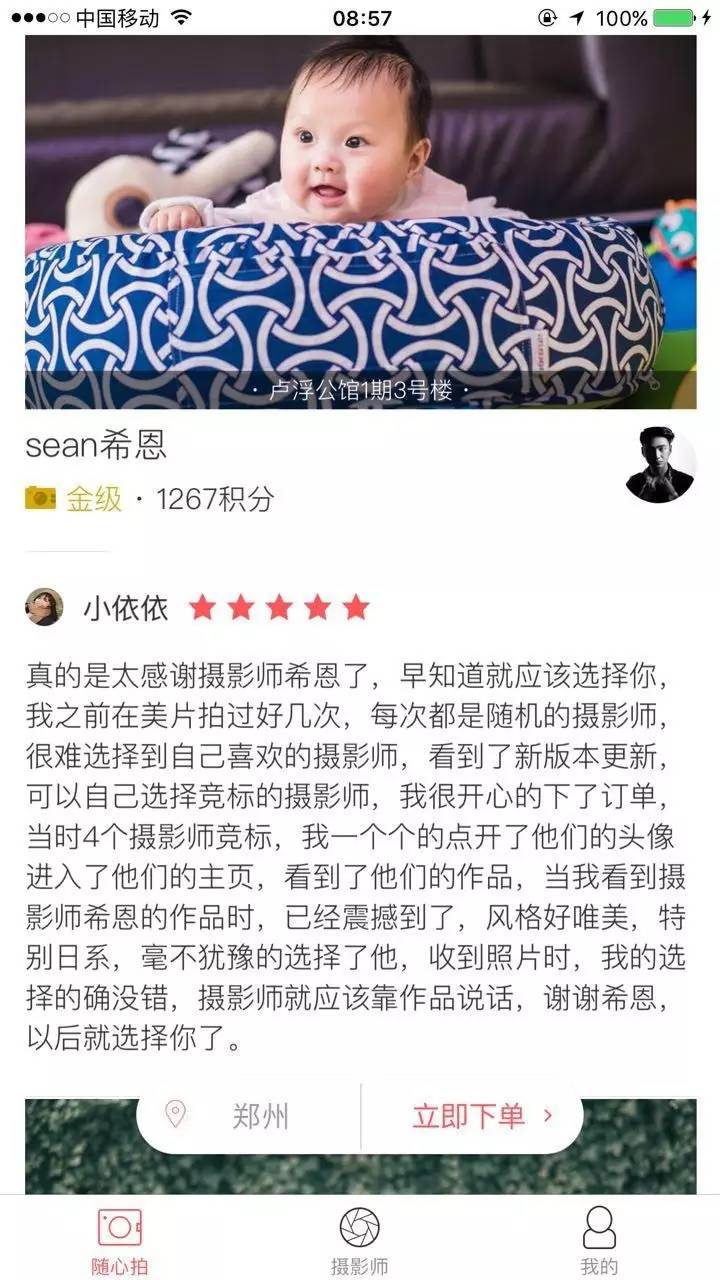 中国移动
08:57
100%
· 卢浮公馆1期3号楼 ·
sean希恩
金级 · 1267积分
小依依
真的是太感谢摄影师希恩了，早知道就应该选择你，
我之前在美片拍过好几次，每次都是随机的摄影师，
很难选择到自己喜欢的摄影师，看到了新版本更新，
可以自己选择竞标的摄影师，我很开心的下了订单，
当时4个摄影师竞标，我一个个的点开了他们的头像
进入了他们的主页，看到了他们的作品，当我看到摄
影师希恩的作品时，已经震撼到了，风格好唯美，特
别日系，毫不犹豫的选择了他，收到照片时，我的选
择的确没错，摄影师就应该靠作品说话，谢谢希恩，
以后就选择你了。
郑州
立即下单 ›
随心拍
摄影师
我的